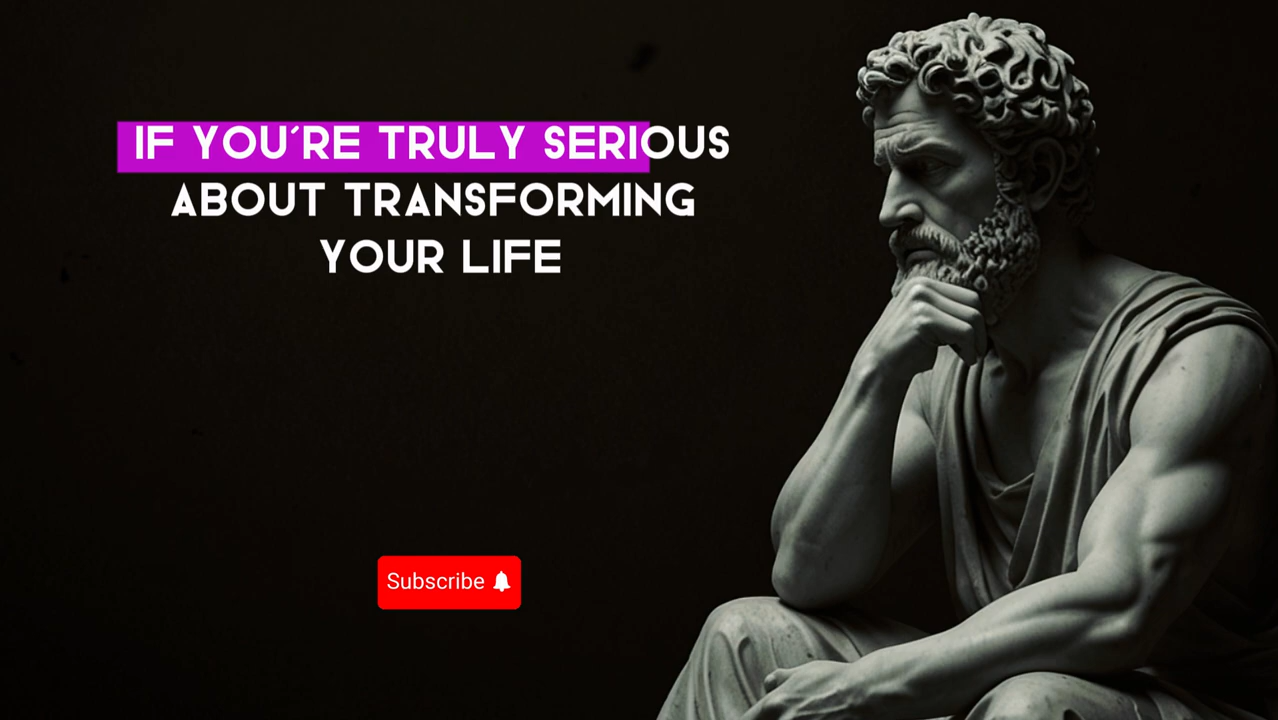 IF YOU'RE TRULY SERIOUS
ABOUT TRANSFORMING
YOUR LIFE
Subscribe